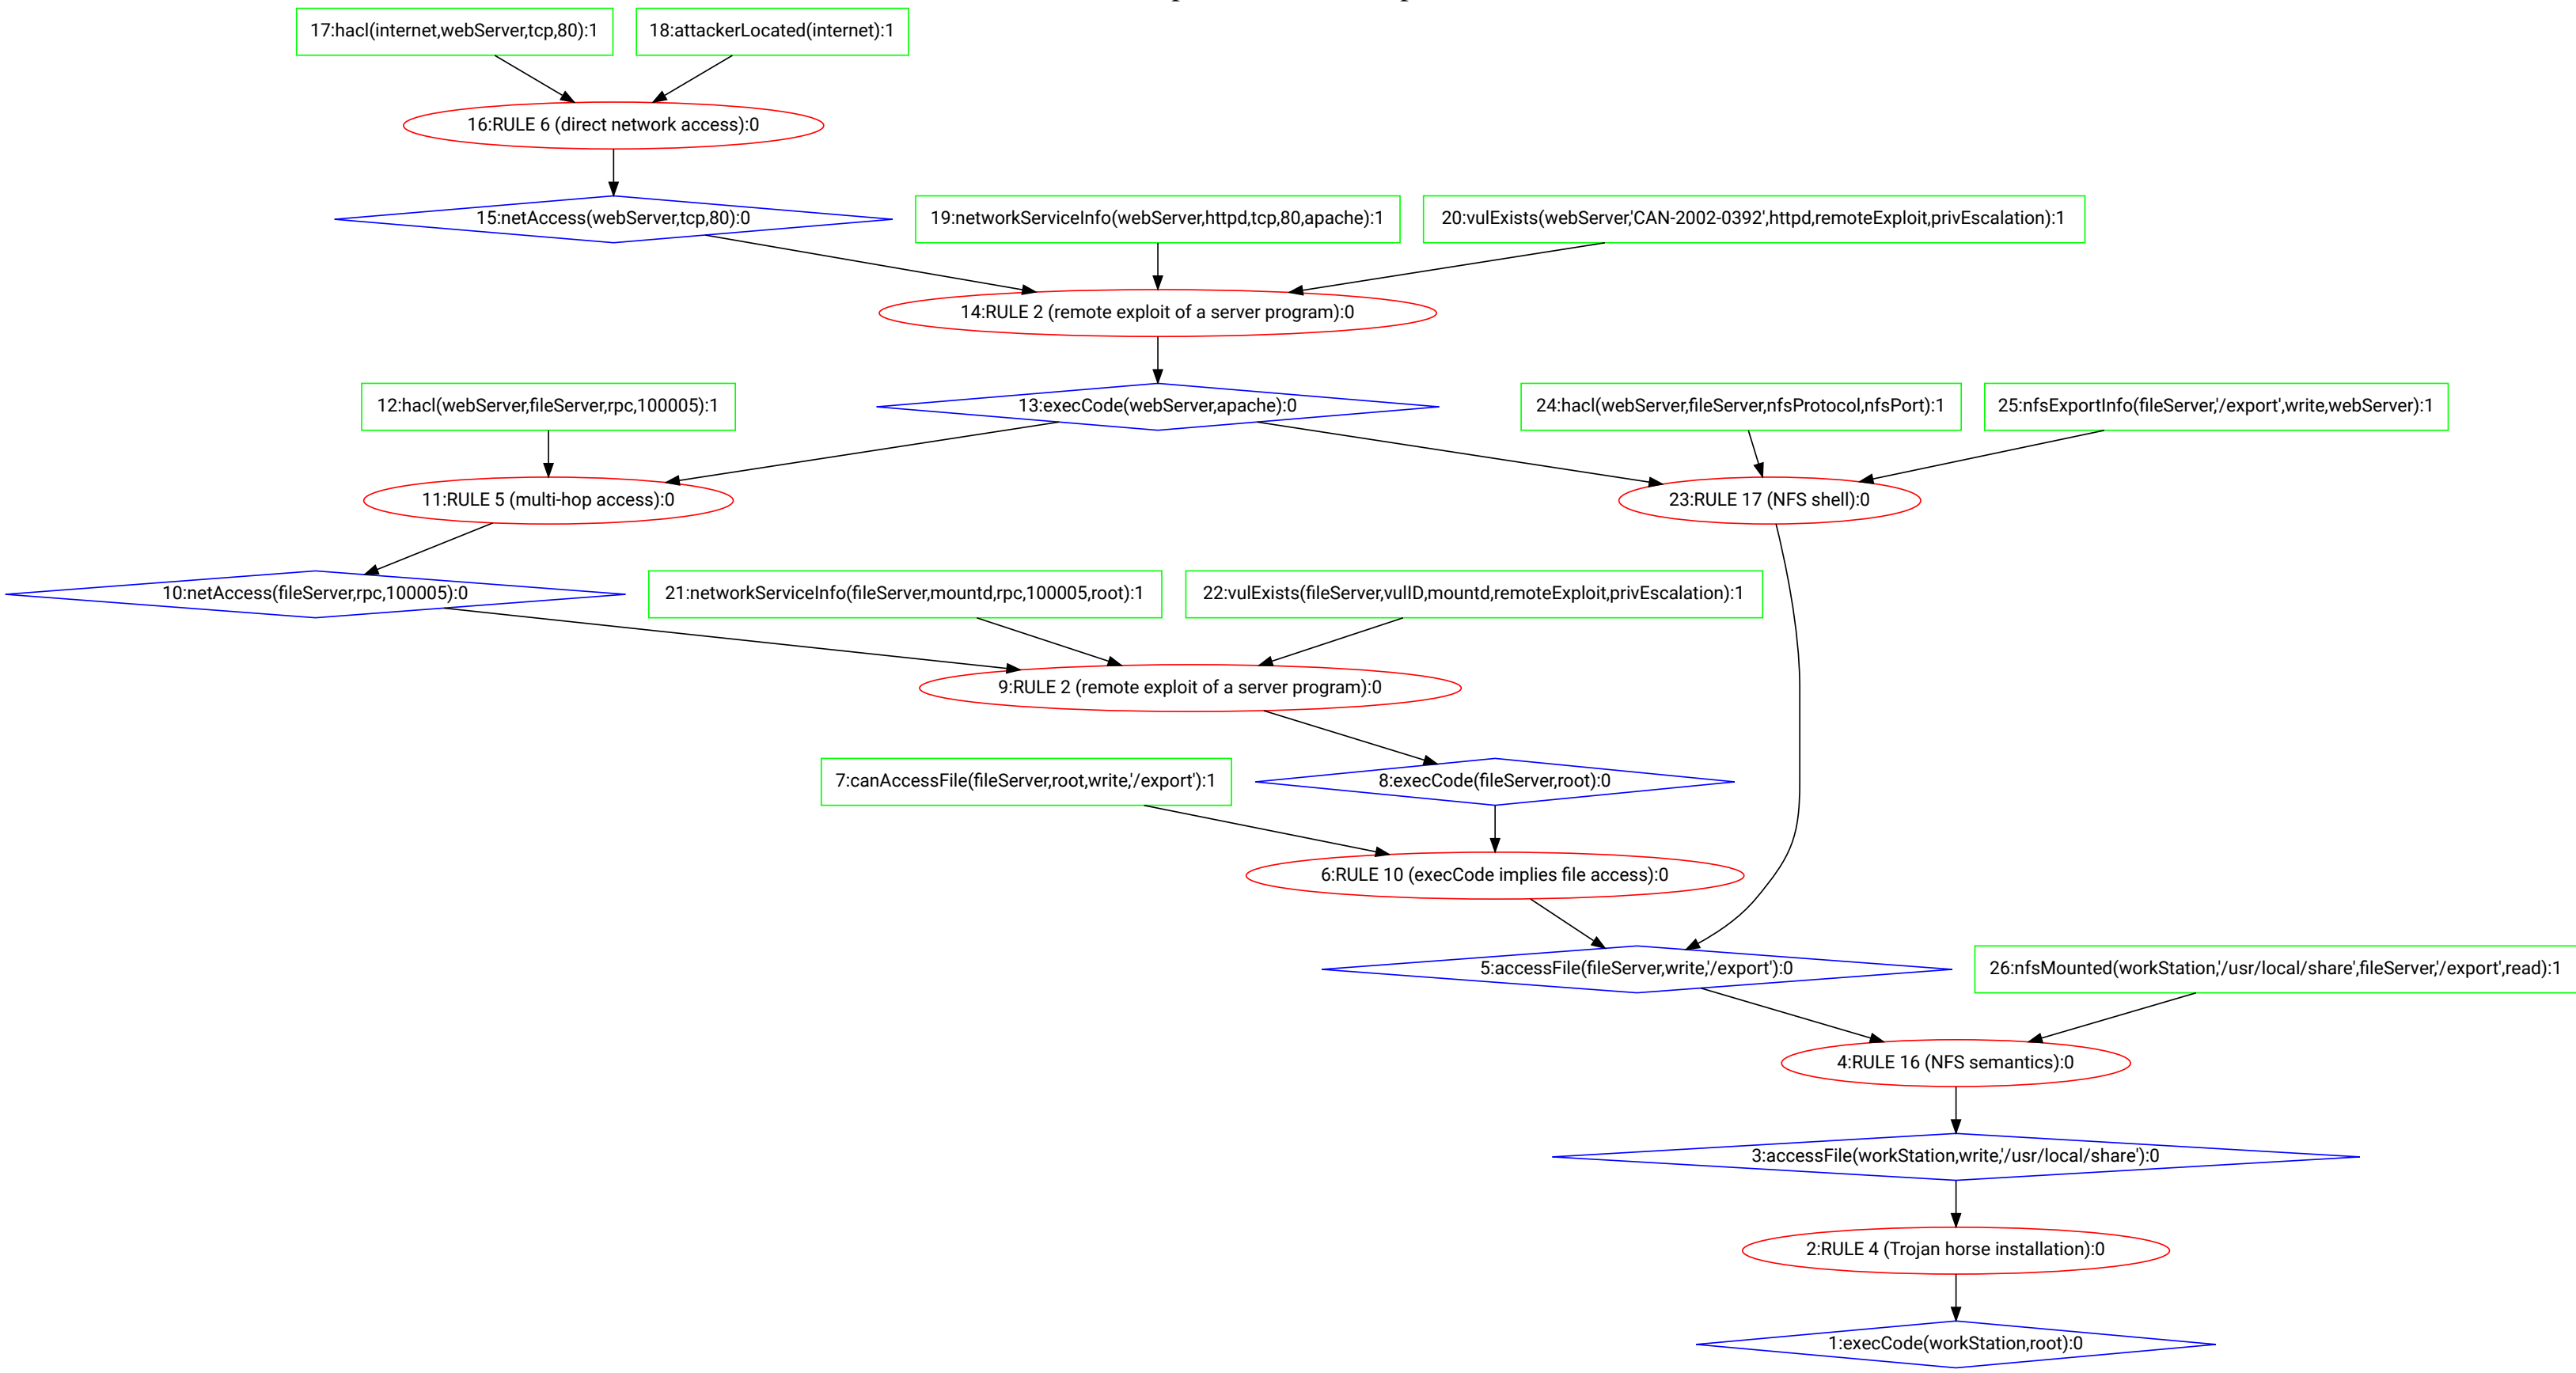 17:hacl(internet,webServer,tcp,80):1
18:attackerLocated(internet):1
16:RULE 6 (direct network access):0
15:netAccess(webServer,tcp,80):0
19:networkServiceInfo(webServer,httpd,tcp,80,apache):1
20:vulExists(webServer,'CAN-2002-0392',httpd,remoteExploit,privEscalation):1
14:RULE 2 (remote exploit of a server program):0
12:hacl(webServer,fileServer,rpc,100005):1
13:execCode(webServer,apache):0
24:hacl(webServer,fileServer,nfsProtocol,nfsPort):1
25:nfsExportInfo(fileServer,'/export',write,webServer):1
11:RULE 5 (multi-hop access):0
23:RULE 17 (NFS shell):0
10:netAccess(fileServer,rpc,100005):0
21:networkServiceInfo(fileServer,mountd,rpc,100005,root):1
22:vulExists(fileServer,vulID,mountd,remoteExploit,privEscalation):1
9:RULE 2 (remote exploit of a server program):0
7:canAccessFile(fileServer,root,write,'/export'):1
8:execCode(fileServer,root):0
6:RULE 10 (execCode implies file access):0
5:accessFile(fileServer,write,'/export'):0
26:nfsMounted(workStation,'/usr/local/share',fileServer,'/export',read):1
4:RULE 16 (NFS semantics):0
3:accessFile(workStation,write,'/usr/local/share'):0
2:RULE 4 (Trojan horse installation):0
1:execCode(workStation,root):0